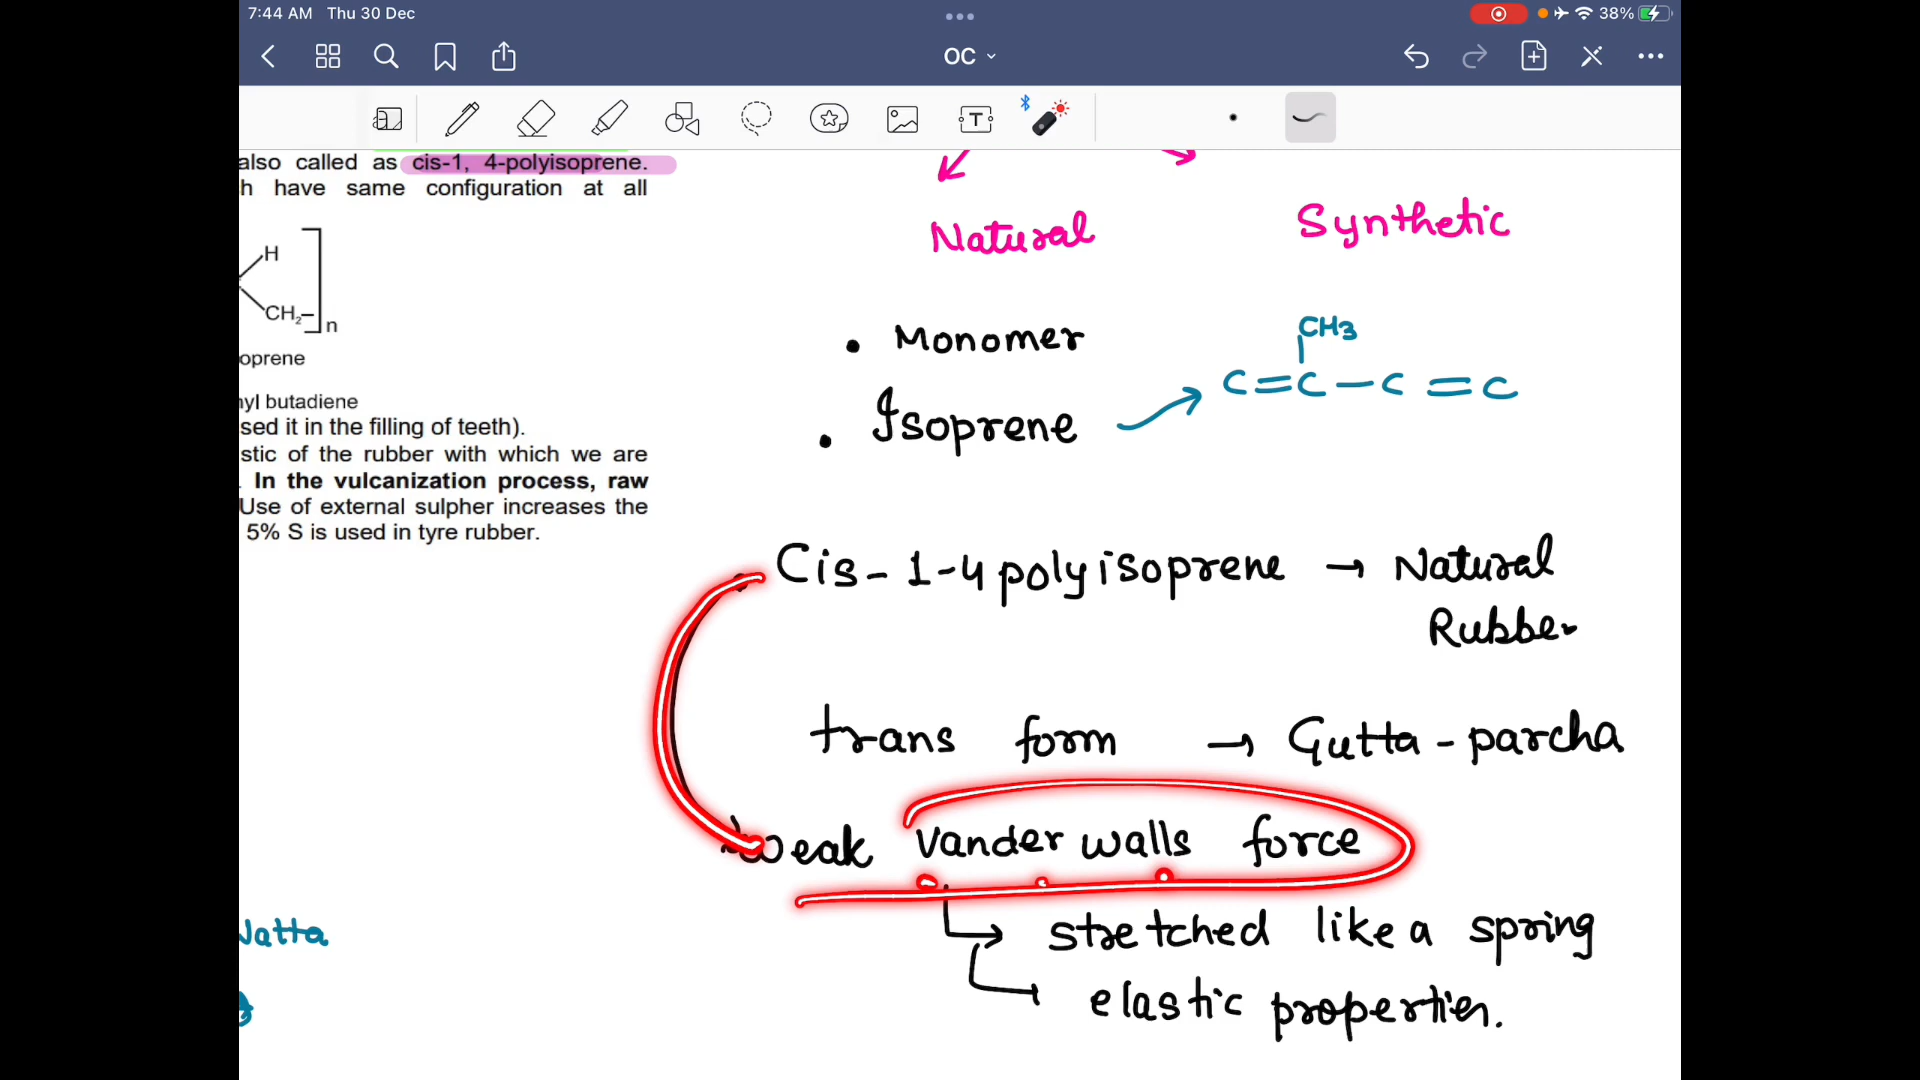 7:44 AM Thu 30 Dec
38%
OC
also called as cis-1, 4-polyisoprene.
h have same configuration at all
H
CH2–
n
oprene
nyl butadiene
sed it in the filling of teeth).
stic of the rubber with which we are
. In the vulcanization process, raw
Use of external sulpher increases the
5% S is used in tyre rubber.
Natta
Natural
Synthetic
• Monomer
• Isoprene
CH3
C=C–C=C
• Cis-1-4 polyisoprene → Natural
Rubber
trans form → Gutta-parcha
Weak Vander walls force
stretched like a spring
elastic properties.